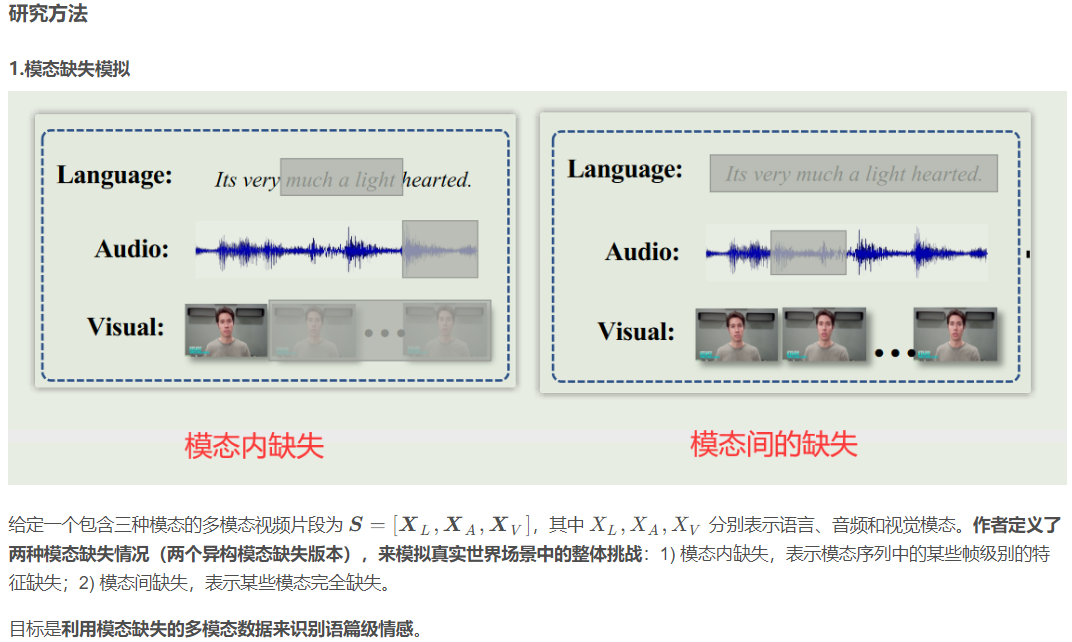 研究方法
1.模态缺失模拟
Language: Its very much a light hearted.
Audio:
Visual:
模态内缺失
Language: Its very much a light hearted.
Audio:
Visual:
模态间的缺失
给定一个包含三种模态的多模态视频片段为 S = [X_L, X_A, X_V]，其中 X_L, X_A, X_V 分别表示语言、音频和视觉模态。作者定义了
两种模态缺失情况（两个异构模态缺失版本），来模拟真实世界场景中的整体挑战：1) 模态内缺失，表示模态序列中的某些帧级别的特
征缺失；2) 模态间缺失，表示某些模态完全缺失。
目标是利用模态缺失的多模态数据来识别语篇级情感。